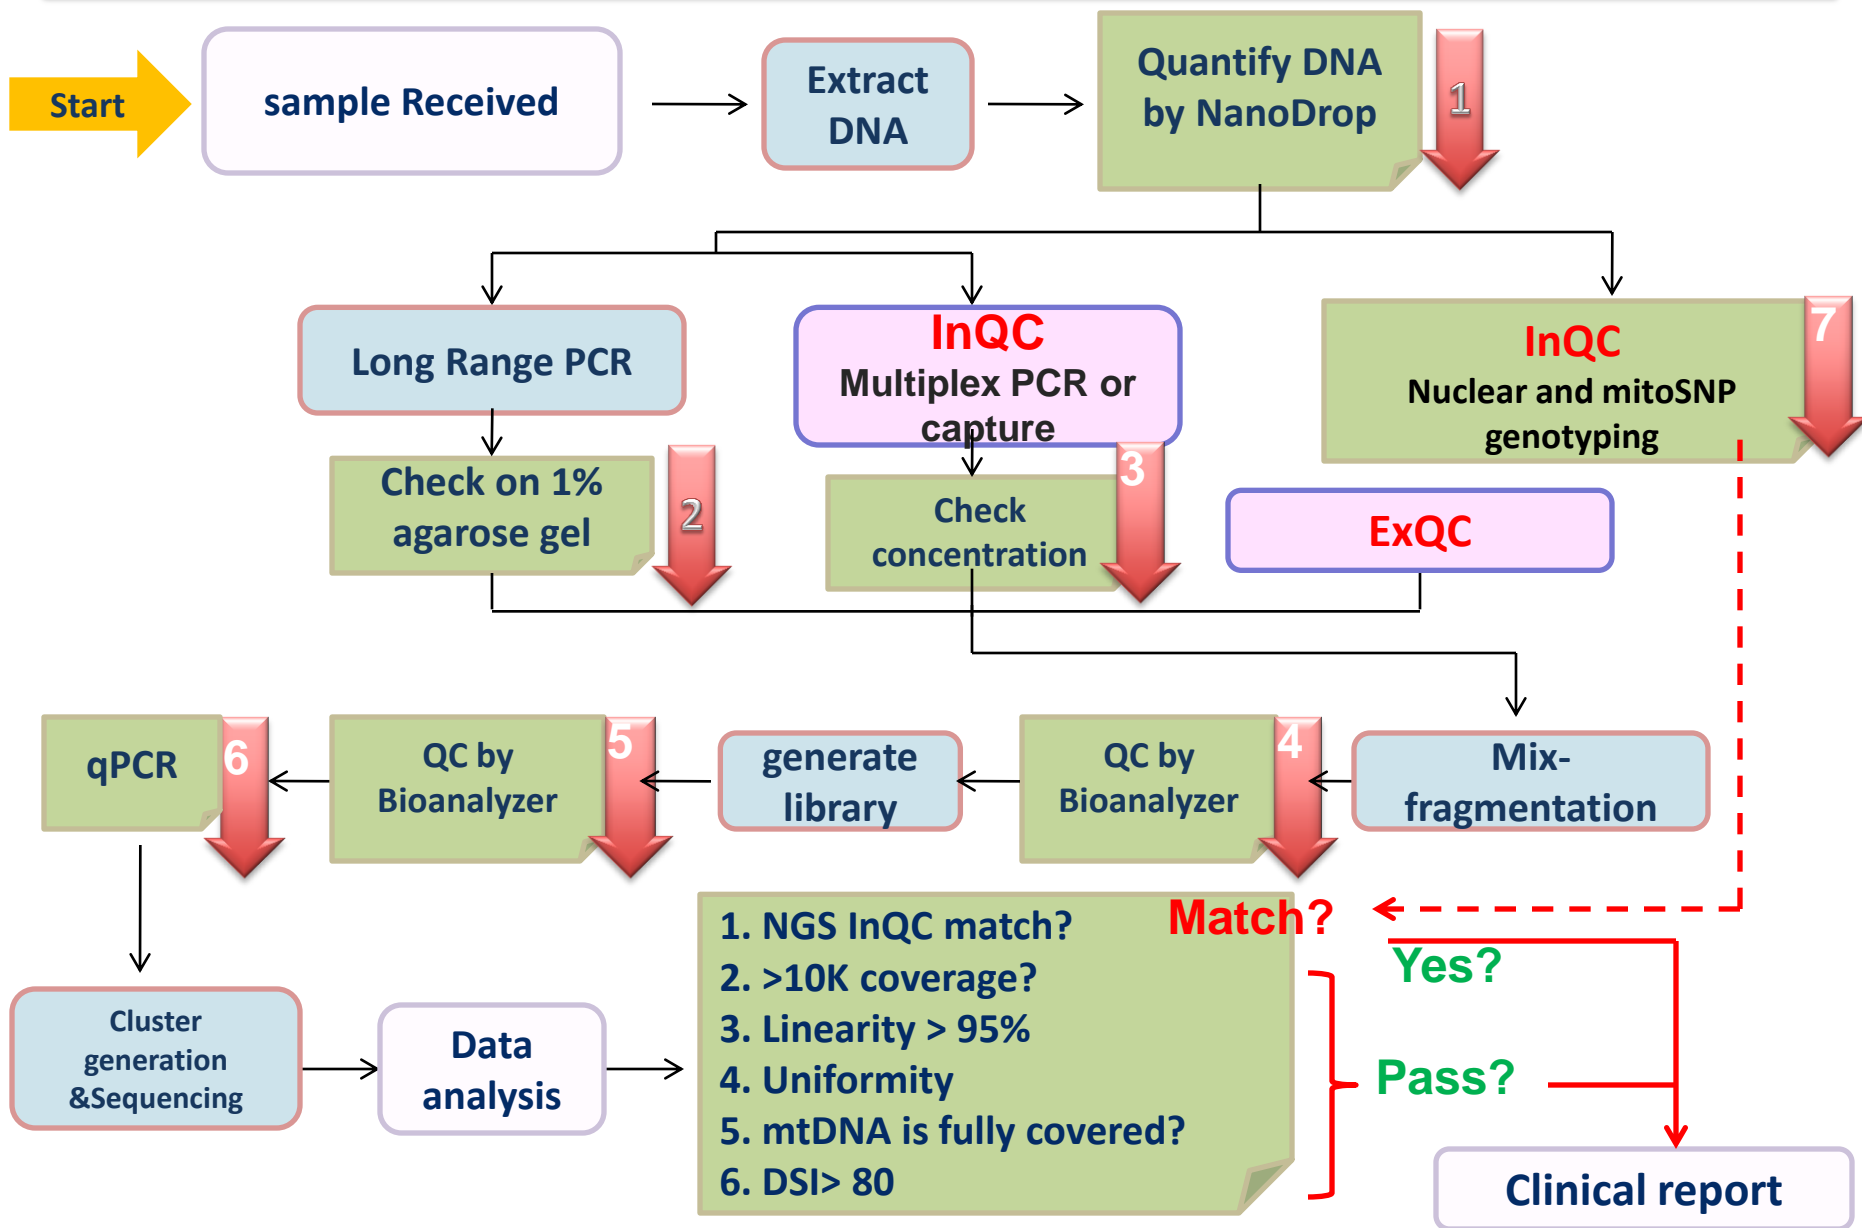 Start
sample Received
Extract
DNA
Quantify DNA
by NanoDrop
1
Long Range PCR
InQC
Multiplex PCR or
capture
InQC
Nuclear and mitoSNP
genotyping
7
Check on 1%
agarose gel
2
Check
concentration
3
ExQC
qPCR
6
QC by
Bioanalyzer
5
generate
library
QC by
Bioanalyzer
4
Mix-
fragmentation
Cluster
generation
&Sequencing
Data
analysis
1. NGS InQC match?
2. >10K coverage?
3. Linearity > 95%
4. Uniformity
5. mtDNA is fully covered?
6. DSI> 80
Match?
Yes?
Pass?
Clinical report